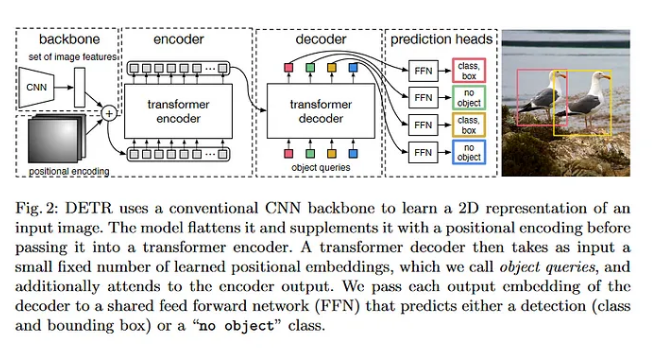 backbone
set of image features
CNN
+
positional encoding
encoder
...
transformer
encoder
...
decoder
transformer
decoder
object queries
prediction heads
FFN
class,
box
FFN
no
object
FFN
class,
box
FFN
no
object
Fig. 2: DETR uses a conventional CNN backbone to learn a 2D representation of an
input image. The model flattens it and supplements it with a positional encoding before
passing it into a transformer encoder. A transformer decoder then takes as input a
small fixed number of learned positional embeddings, which we call object queries, and
additionally attends to the encoder output. We pass each output embedding of the
decoder to a shared feed forward network (FFN) that predicts either a detection (class
and bounding box) or a “no object” class.